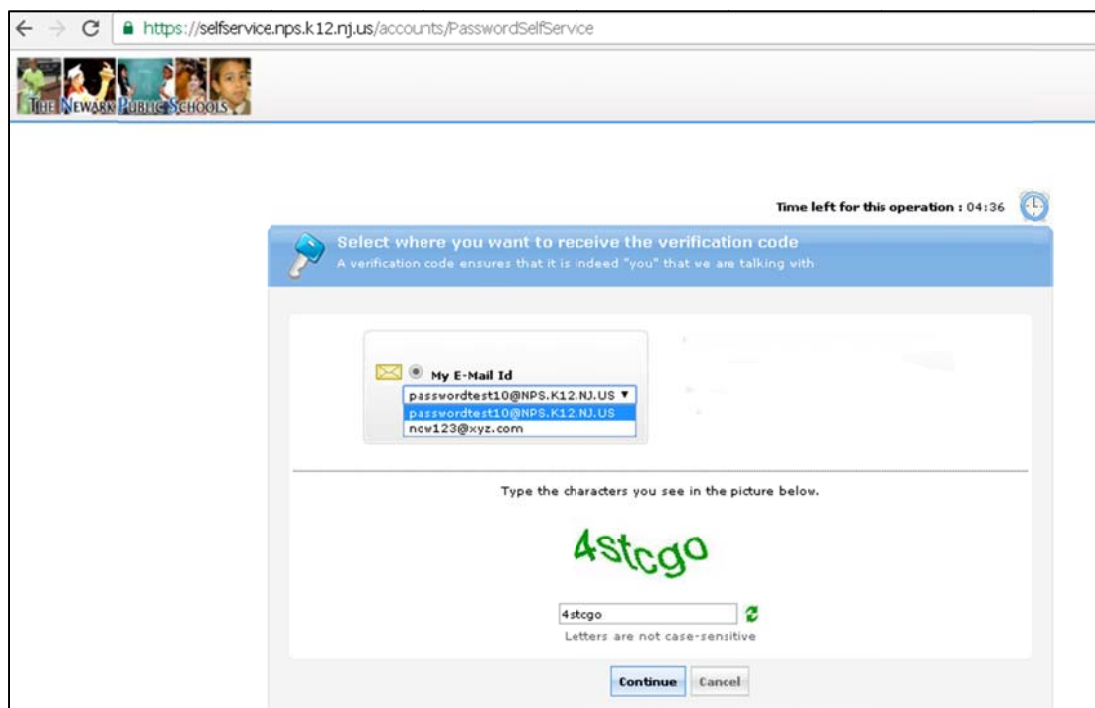 https://selfservice.nps.k12.nj.us/accounts/PasswordSelfService
THE NEWARK PUBLIC SCHOOLS
Time left for this operation : 04:36
Select where you want to receive the verification code
A verification code ensures that it is indeed "you" that we are talking with
My E-Mail Id
passwordtest10@NPS.K12.NJ.US
passwordtest10@NPS.K12.NJ.US
new123@xyz.com
Type the characters you see in the picture below.
4stcgo
4stcgo
Letters are not case-sensitive
Continue Cancel